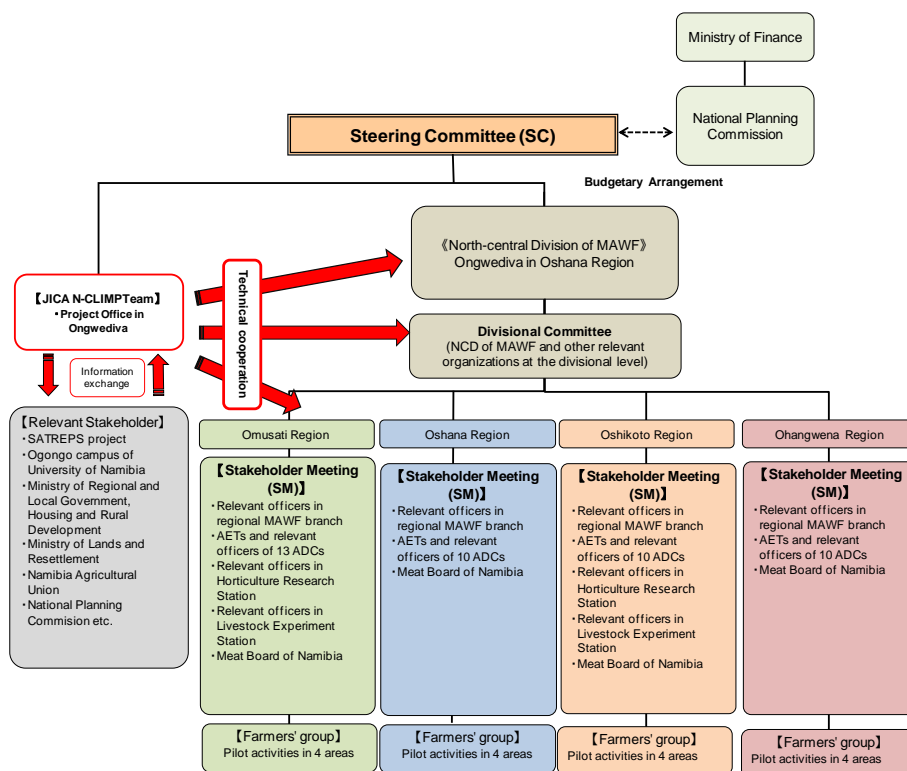 Ministry of Finance
National Planning
Commission
Steering Committee (SC)
Budgetary Arrangement
《North-central Division of MAWF》
Ongwediva in Oshana Region
Technical cooperation
【JICA N-CLIMPTeam】
・Project Office in
Ongwediva
Information
exchange
Divisional Committee
(NCD of MAWF and other relevant
organizations at the divisional level)
【Relevant Stakeholder】
・SATREPS project
・Ogongo campus of
University of Namibia
・Ministry of Regional and
Local Government,
Housing and Rural
Development
・Ministry of Lands and
Resettlement
・Namibia Agricultural
Union
・National Planning
Commision etc.
Omusati Region
【Stakeholder Meeting
(SM)】
・Relevant officers in
regional MAWF branch
・AETs and relevant
officers of 13 ADCs
・Relevant officers in
Horticulture Research
Station
・Relevant officers in
Livestock Experiment
Station
・Meat Board of Namibia
【Farmers' group】
Pilot activities in 4 areas
Oshana Region
【Stakeholder Meeting
(SM)】
・Relevant officers in
regional MAWF branch
・AETs and relevant
officers of 10 ADCs
・Meat Board of Namibia
【Farmers' group】
Pilot activities in 4 areas
Oshikoto Region
【Stakeholder Meeting
(SM)】
・Relevant officers in
regional MAWF branch
・AETs and relevant
officers of 10 ADCs
・Relevant officers in
Horticulture Research
Station
・Relevant officers in
Livestock Experiment
Station
・Meat Board of Namibia
【Farmers' group】
Pilot activities in 4 areas
Ohangwena Region
【Stakeholder Meeting
(SM)】
・Relevant officers in
regional MAWF branch
・AETs and relevant
officers of 10 ADCs
・Meat Board of Namibia
【Farmers' group】
Pilot activities in 4 areas